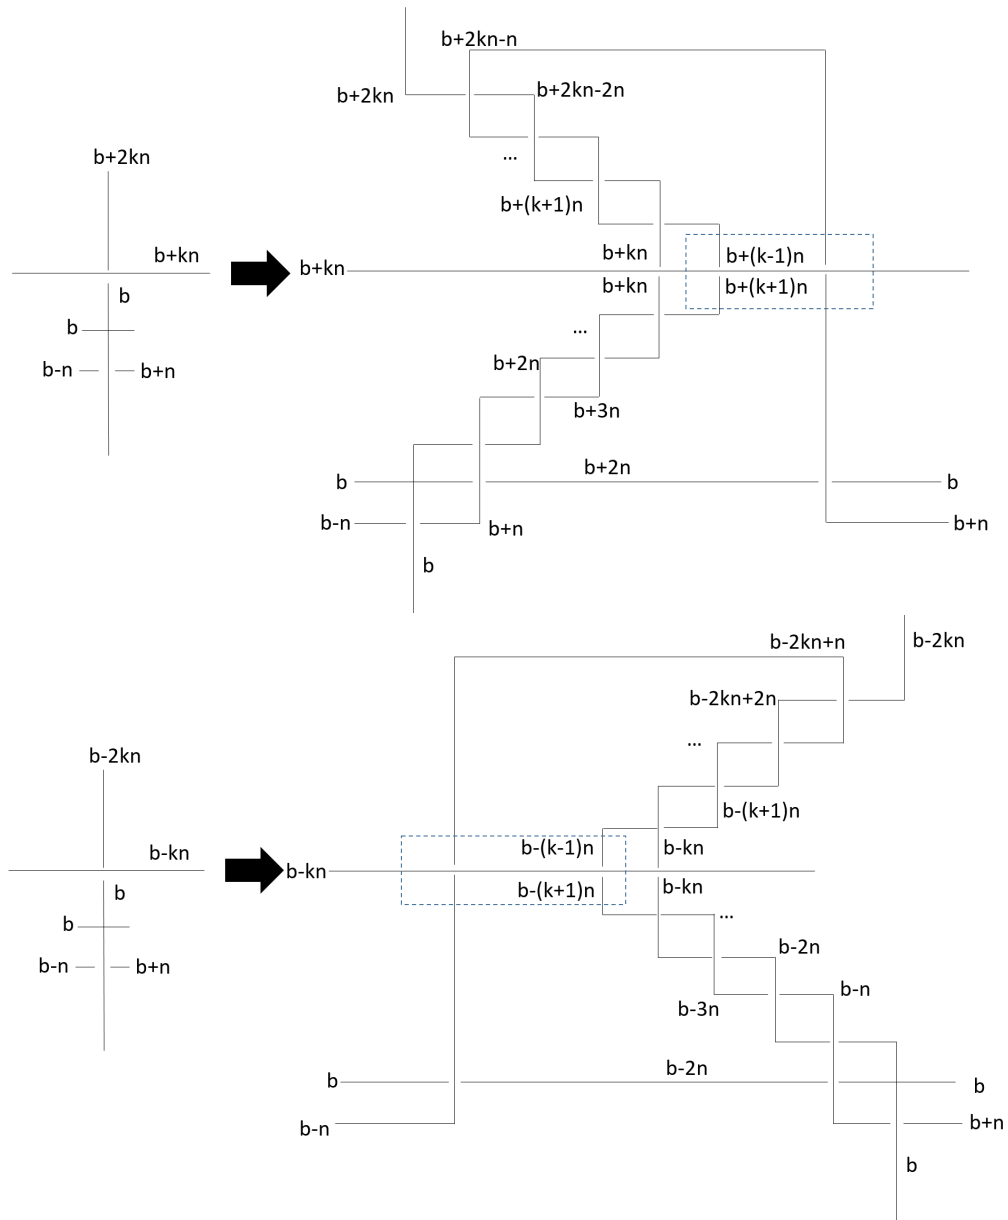 b+2kn-n
b+2kn
b+2kn-2n
b+2kn
...
b+(k+1)n
b+kn
b+kn
b+(k-1)n
b+kn
b
b+kn
b+(k+1)n
b
...
b-n
b+n
b+2n
b+3n
b+2n
b
b
b-n
b+n
b+n
b
b-2kn+n
b-2kn
b-2kn+2n
...
b-2kn
b-(k+1)n
b-kn
b-(k-1)n
b-kn
b-kn
b
b-(k+1)n
b-kn
b
...
b-2n
b-n
b+n
b-n
b-3n
b-2n
b
b
b-n
b+n
b